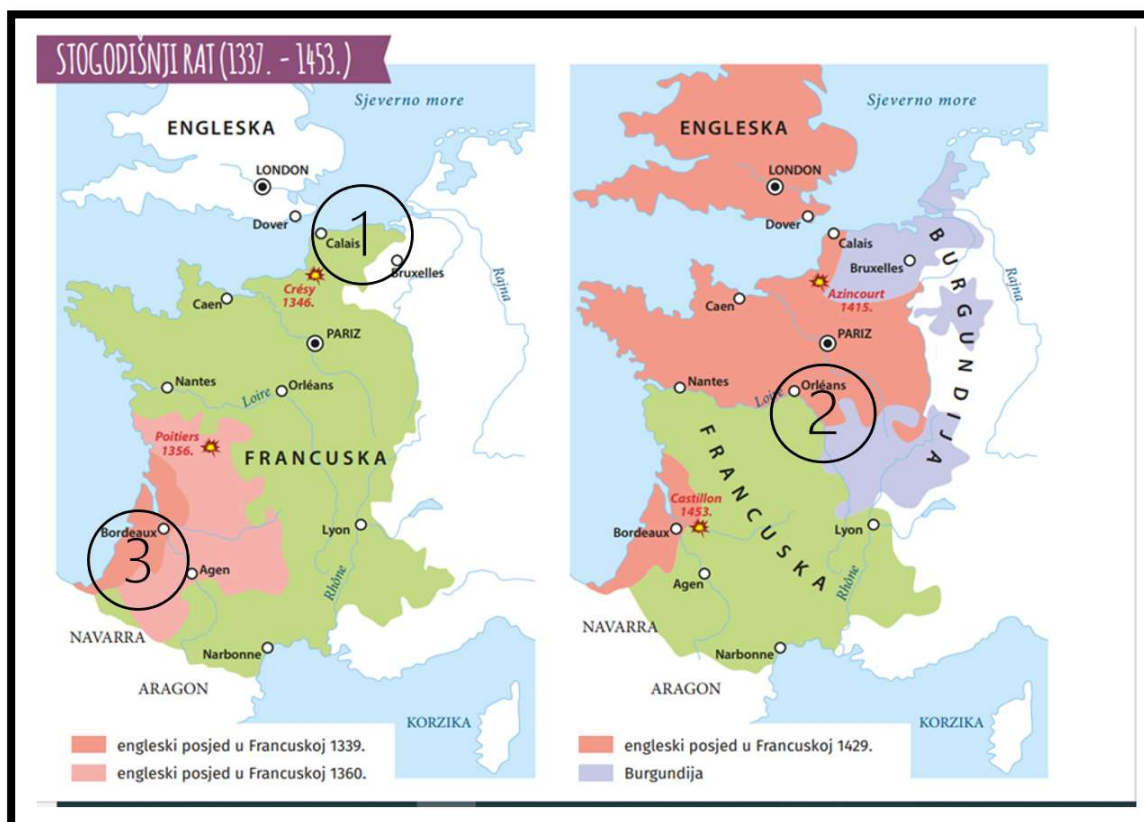 STOGODIŠNJI RAT (1337. - 1453.)
Sjeverno more
ENGLESKA
LONDON
Dover
1
Calais
Bruxelles
Rajna
Crésy
1346.
Caen
PARIZ
Nantes
Loire
Orléans
Poitiers
1356.
FRANCUSKA
Bordeaux
Lyon
3
Agen
Rhône
NAVARRA
Narbonne
ARAGON
KORZIKA
engleski posjed u Francuskoj 1339.
engleski posjed u Francuskoj 1360.
Sjeverno more
ENGLESKA
LONDON
Dover
Calais
BURGUNDIJA
Bruxelles
Rajna
Azincourt
1415.
Caen
PARIZ
Nantes
Loire
Orléans
2
FRANCUSKA
Castillon
1453.
Bordeaux
Lyon
Agen
Rhône
NAVARRA
Narbonne
ARAGON
KORZIKA
engleski posjed u Francuskoj 1429.
Burgundija